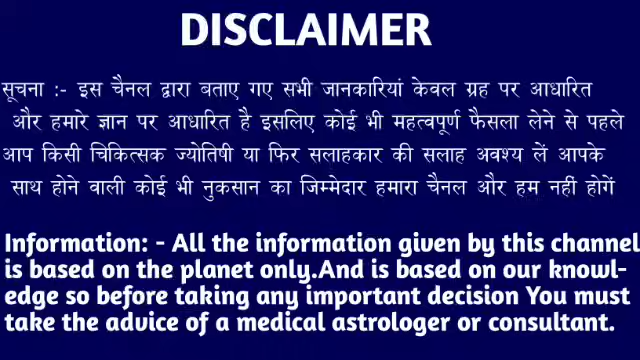 DISCLAIMER
सूचना :- इस चैनल द्वारा बताए गए सभी जानकारियां केवल ग्रह पर आधारित
और हमारे ज्ञान पर आधारित है इसलिए कोई भी महत्वपूर्ण फैसला लेने से पहले
आप किसी चिकित्सक ज्योतिषी या फिर सलाहकार की सलाह अवश्य लें आपके
साथ होने वाली कोई भी नुकसान का जिम्मेदार हमारा चैनल और हम नहीं होगें
Information: - All the information given by this channel
is based on the planet only.And is based on our knowl-
edge so before taking any important decision You must
take the advice of a medical astrologer or consultant.